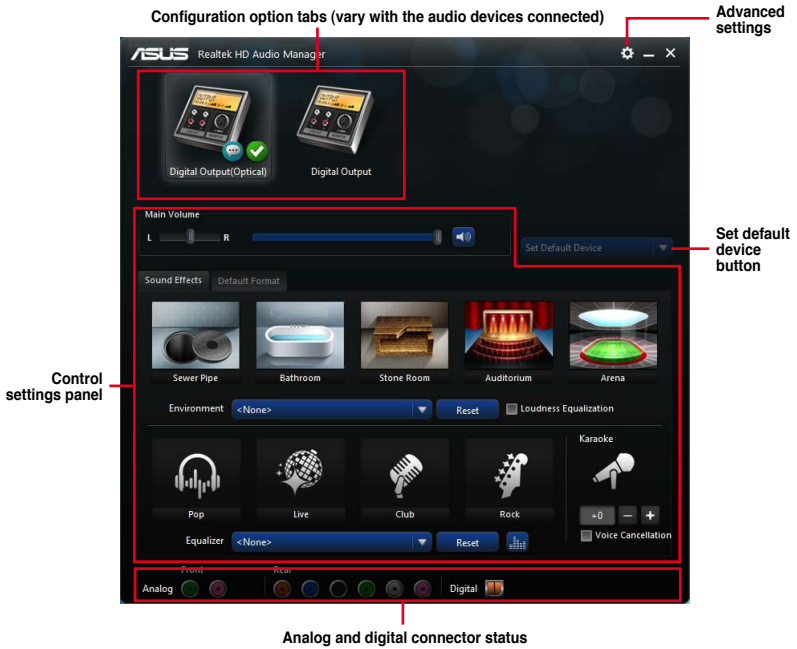 Configuration option tabs (vary with the audio devices connected)
Advanced
settings
ASUS Realtek HD Audio Manager
OUTPUT
OUTPUT
Digital Output(Optical)
Digital Output
Main Volume
L
R
Set Default Device
Set default
device
button
Sound Effects
Default Format
Sewer Pipe
Bathroom
Stone Room
Auditorium
Arena
Control
settings panel
Environment
<None>
Reset
Loudness Equalization
Karaoke
Pop
Live
Club
Rock
+0
Equalizer
<None>
Reset
Voice Cancellation
Front
Rear
Analog
Digital
Analog and digital connector status